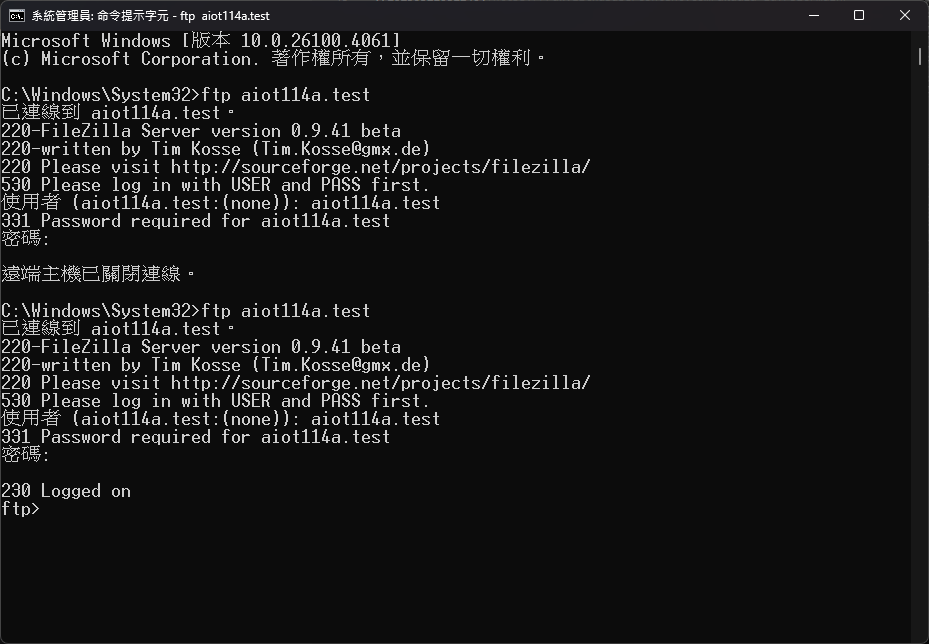 系統管理員: 命令提示字元 - ftp  aiot114a.test
Microsoft Windows [版本 10.0.26100.4061]
(c) Microsoft Corporation. 著作權所有，並保留一切權利。
C:\Windows\System32>ftp aiot114a.test
已連線到 aiot114a.test。
220-FileZilla Server version 0.9.41 beta
220-written by Tim Kosse (Tim.Kosse@gmx.de)
220 Please visit http://sourceforge.net/projects/filezilla/
530 Please log in with USER and PASS first.
使用者 (aiot114a.test:(none)): aiot114a.test
331 Password required for aiot114a.test
密碼:
遠端主機已關閉連線。
C:\Windows\System32>ftp aiot114a.test
已連線到 aiot114a.test。
220-FileZilla Server version 0.9.41 beta
220-written by Tim Kosse (Tim.Kosse@gmx.de)
220 Please visit http://sourceforge.net/projects/filezilla/
530 Please log in with USER and PASS first.
使用者 (aiot114a.test:(none)): aiot114a.test
331 Password required for aiot114a.test
密碼:
230 Logged on
ftp>